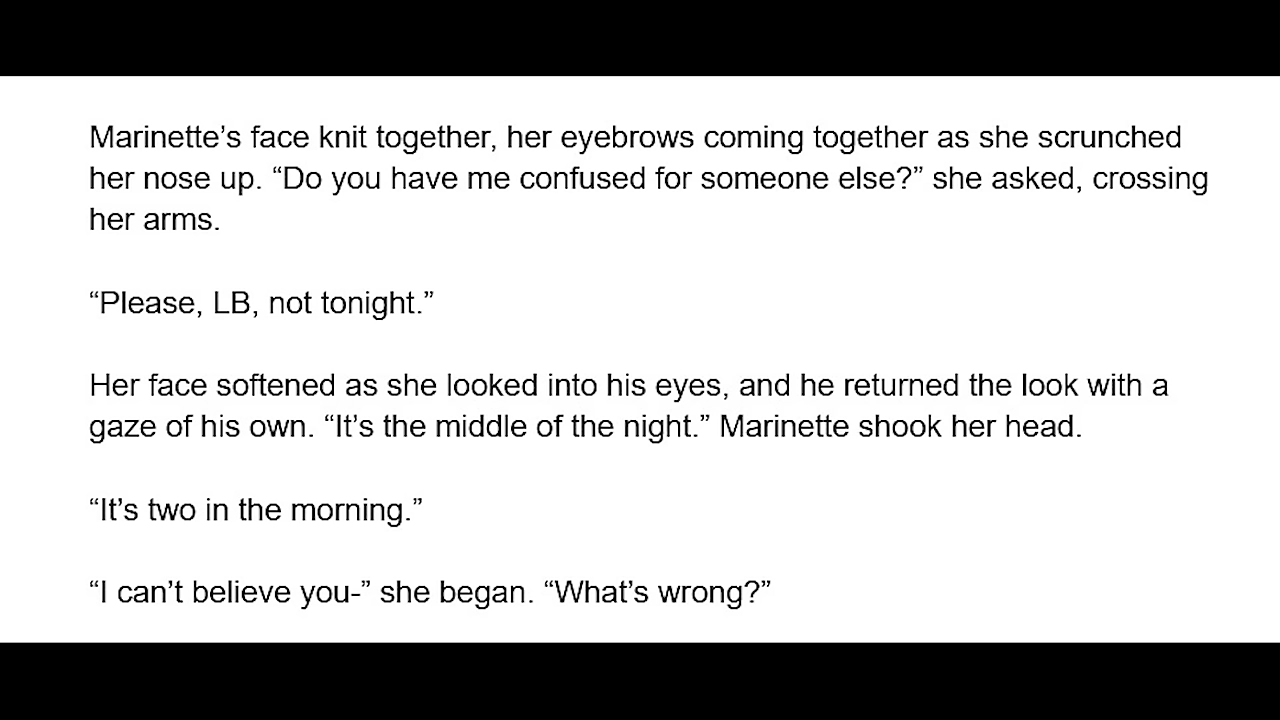 Marinette’s face knit together, her eyebrows coming together as she scrunched
her nose up. “Do you have me confused for someone else?” she asked, crossing
her arms.
“Please, LB, not tonight.”
Her face softened as she looked into his eyes, and he returned the look with a
gaze of his own. “It’s the middle of the night.” Marinette shook her head.
“It’s two in the morning.”
“I can’t believe you-” she began. “What’s wrong?”